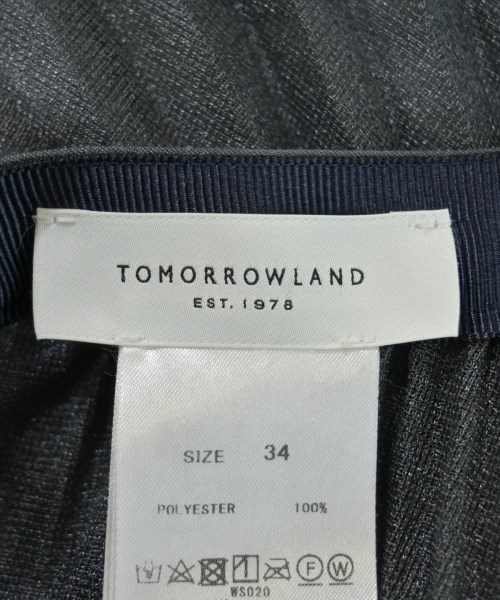 TOMORROWLAND
EST. 1978
SIZE 34
POLYESTER 100%
F W
WS020